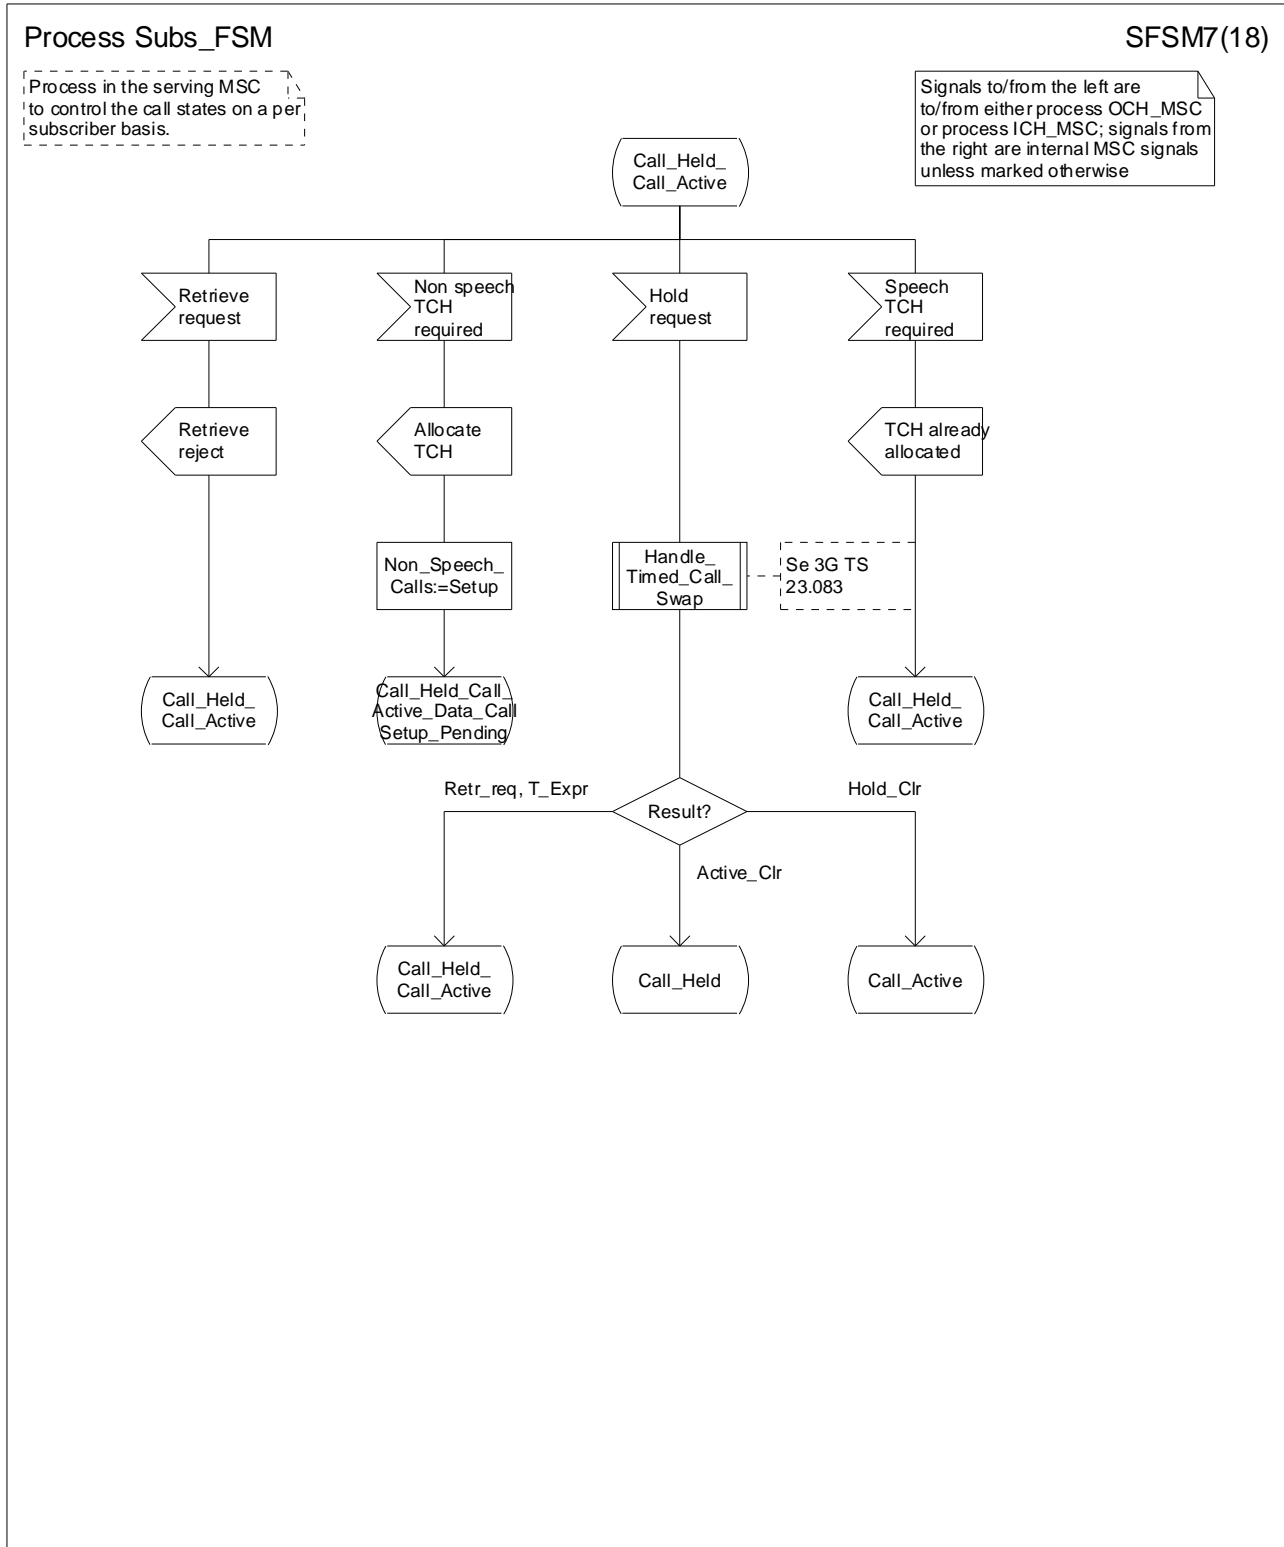 Process Subs_FSM
SFSM7(18)
Process in the serving MSC
to control the call states on a per
subscriber basis.
Signals to/from the left are
to/from either process OCH_MSC
or process ICH_MSC; signals from
the right are internal MSC signals
unless marked otherwise
Call_Held_
Call_Active
Retrieve
request
Non speech
TCH
required
Hold
request
Speech
TCH
required
Retrieve
reject
Allocate
TCH
TCH already
allocated
Non_Speech_
Calls:=Setup
Handle_
Timed_Call_
Swap
Se 3G TS
23.083
Call_Held_
Call_Active
Call_Held_Call_
Active_Data_Call
Setup_Pending
Call_Held_
Call_Active
Retr_req, T_Expr
Result?
Hold_Clr
Active_Clr
Call_Held_
Call_Active
Call_Held
Call_Active